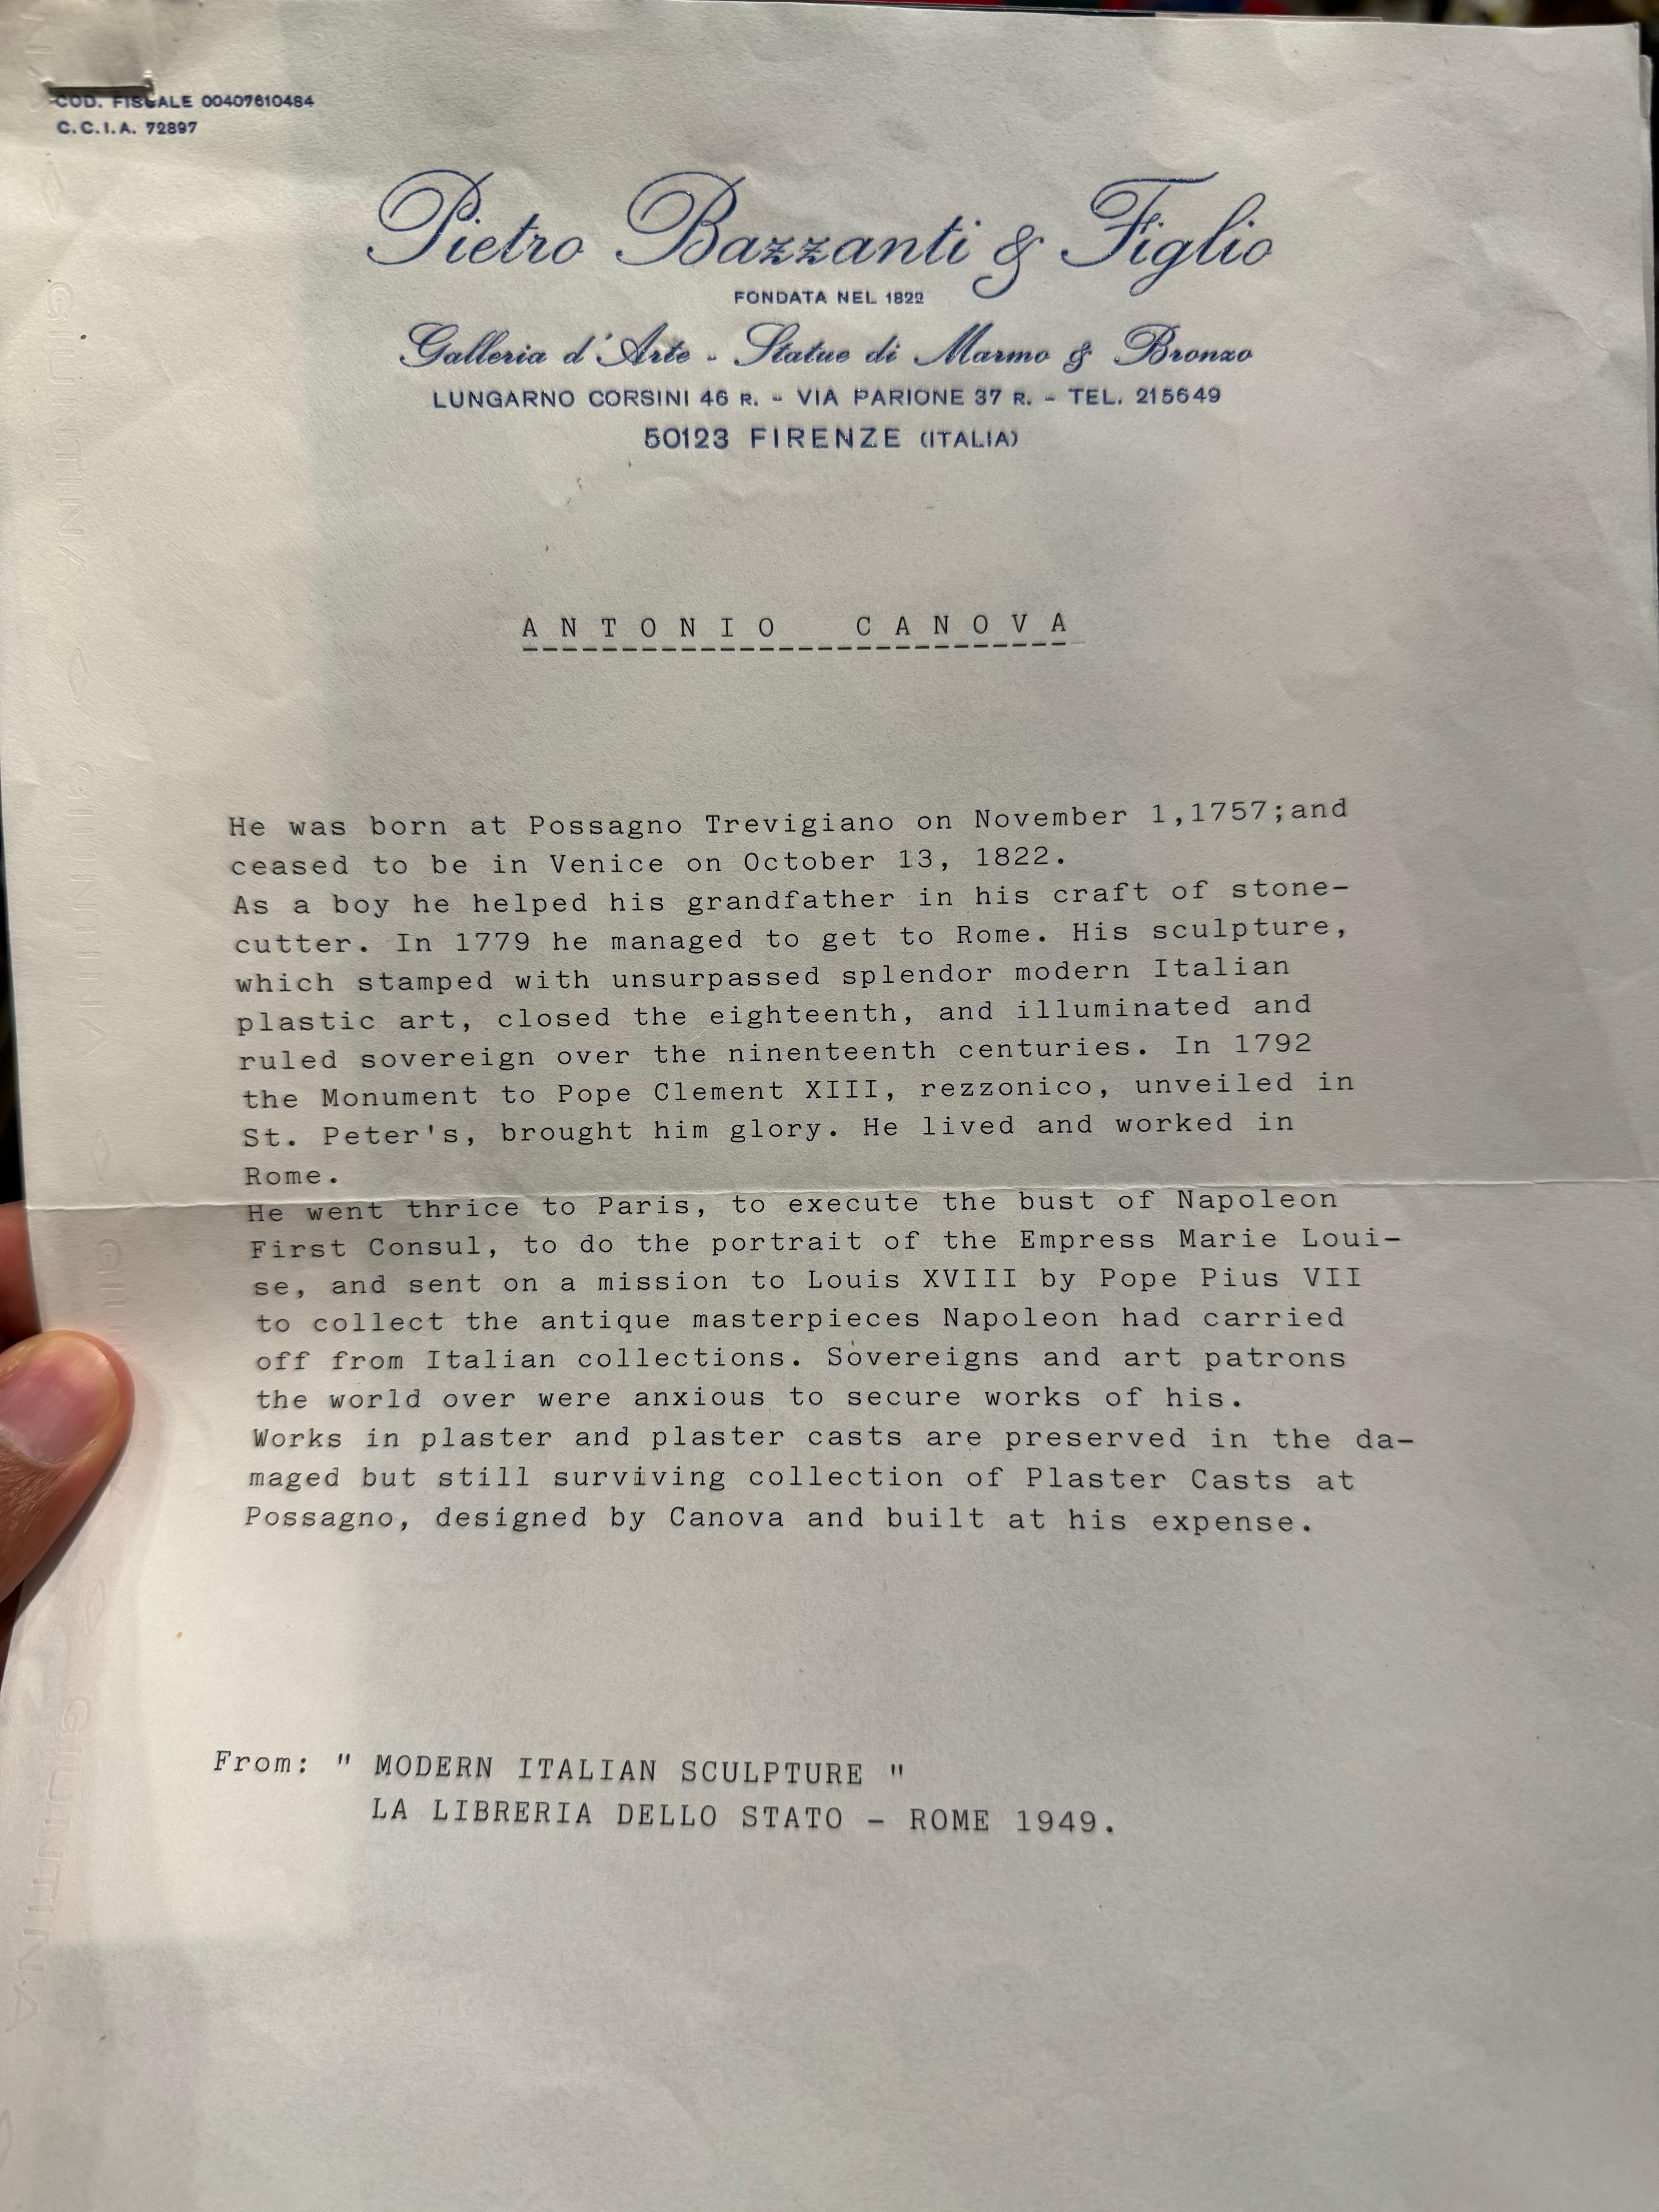 COD. FISCALE 00407610484
C.C.I.A. 72897
Pietro Bazzanti & Figlio
FONDATA NEL 1822
Galleria d'Arte - Statue di Marmo & Bronzo
LUNGARNO CORSINI 46 R. - VIA PARIONE 37 R. - TEL. 215649
50123 FIRENZE (ITALIA)
ANTONIO CANOVA
He was born at Possagno Trevigiano on November 1,1757;and
ceased to be in Venice on October 13, 1822.
As a boy he helped his grandfather in his craft of stone-
cutter. In 1779 he managed to get to Rome. His sculpture,
which stamped with unsurpassed splendor modern Italian
plastic art, closed the eighteenth, and illuminated and
ruled sovereign over the ninenteenth centuries. In 1792
the Monument to Pope Clement XIII, rezzonico, unveiled in
St. Peter's, brought him glory. He lived and worked in
Rome.
He went thrice to Paris, to execute the bust of Napoleon
First Consul, to do the portrait of the Empress Marie Loui-
se, and sent on a mission to Louis XVIII by Pope Pius VII
to collect the antique masterpieces Napoleon had carried
off from Italian collections. Sovereigns and art patrons
the world over were anxious to secure works of his.
Works in plaster and plaster casts are preserved in the da-
maged but still surviving collection of Plaster Casts at
Possagno, designed by Canova and built at his expense.
From: " MODERN ITALIAN SCULPTURE "
LA LIBRERIA DELLO STATO - ROME 1949.